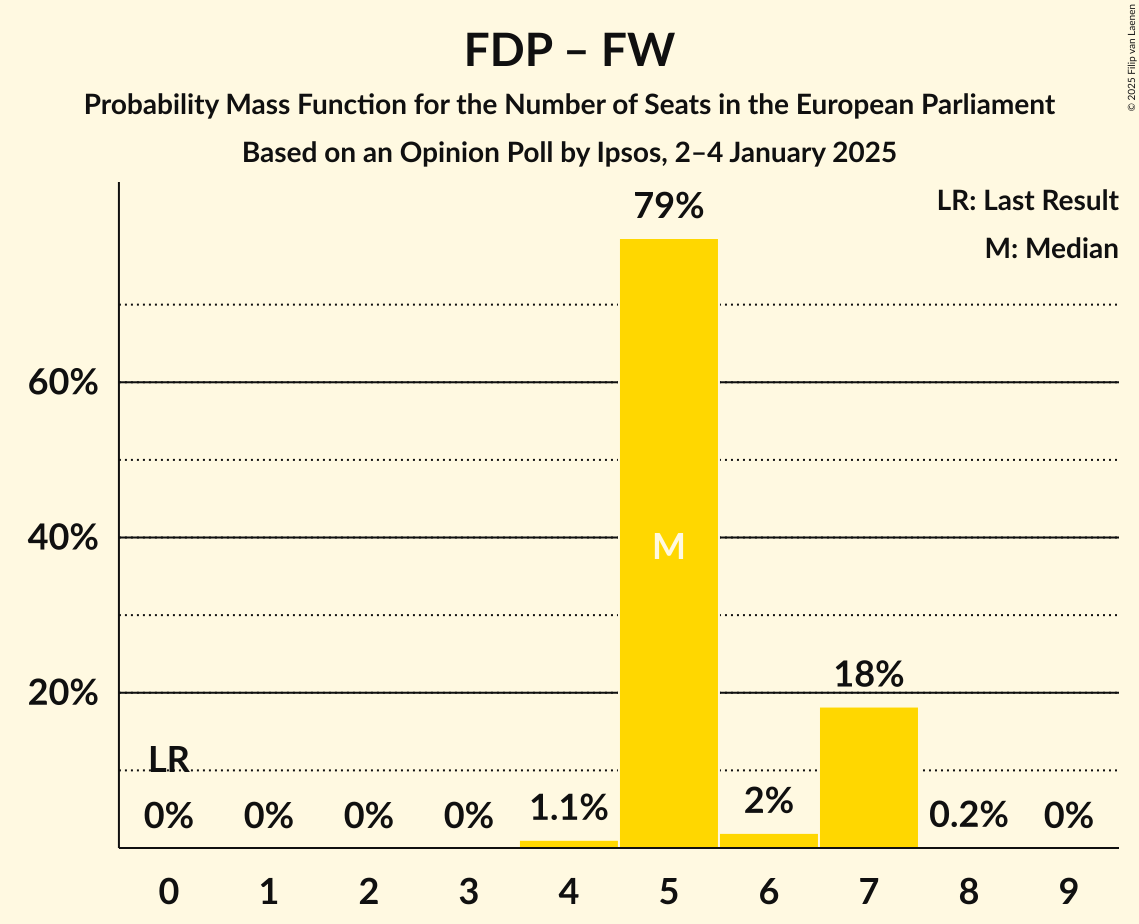 FDP – FW
Probability Mass Function for the Number of Seats in the European Parliament
Based on an Opinion Poll by Ipsos, 2–4 January 2025
© 2025 Filip van Laenen
LR: Last Result
M: Median
79%
60%
40%
20%
M
18%
LR
0%
0%
0%
0%
1.1%
2%
0.2%
0%
0 1 2 3 4 5 6 7 8 9